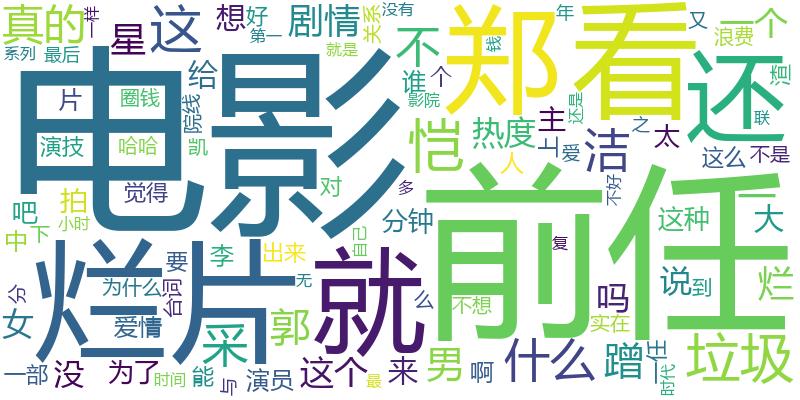 真的
一样
这
想
好
剧情
关系
没有
郑
看
年
又
浪费
一个
系列
最后
星
第一
就是
不
谁
个
影院
钱
还是
还
渣
电影
给
片
圈钱
院线
恺
热度
主
上
之
太
联
演技
哈哈
凯
洁
爱
这么
不是
觉得
对
多
人
不好
前任
吧
拍
小时
分钟
这种
一
大
中
下
烂片
就
李
出来
自己
复
说
到
烂
分
为什么
要
台词
无
么
不想
吗
女
爱情
采
郭
实在
任
垃圾
一部
没
为了
时间
能
与
演员
这个
最
来
男
啊
什么
蹭
一
时代